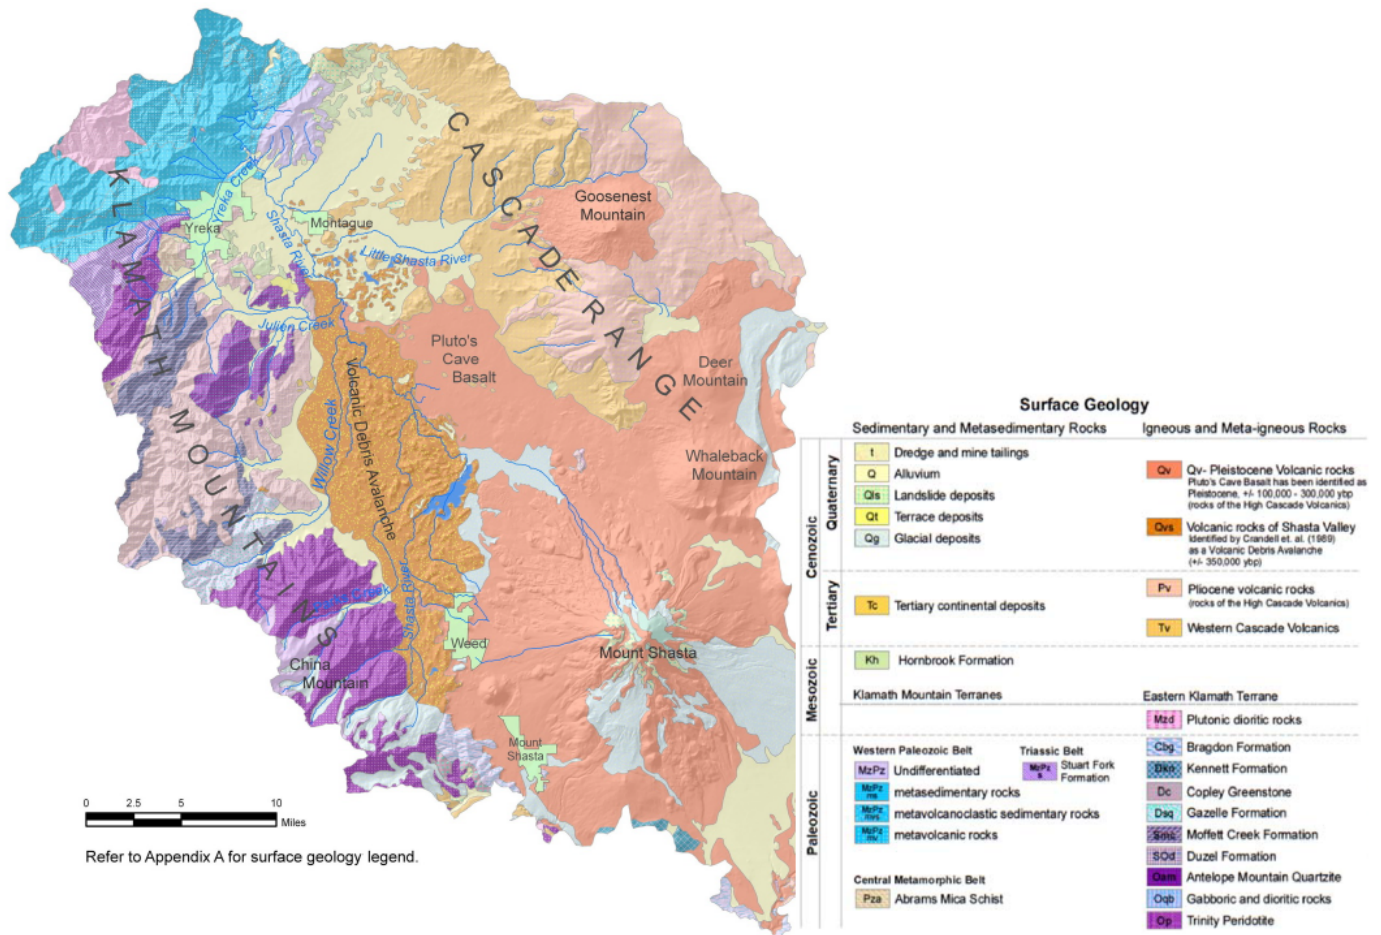 CASCADE RANGE
KLAMATH MOUNTAINS
Goosenest
Mountain
Yreka Creek
Yreka
Shasta River
Montague
Little Shasta River
Julien Creek
Pluto's
Cave
Basalt
Deer
Mountain
Volcanic Debris Avalanche
Willow Creek
Whaleback
Mountain
Shasta River
Weed
Mount Shasta
China
Mountain
Mount
Shasta
0 2.5 5 10
Miles
Refer to Appendix A for surface geology legend.
Surface Geology
Sedimentary and Metasedimentary Rocks
Igneous and Meta-igneous Rocks
Cenozoic
Quaternary
t Dredge and mine tailings
Q Alluvium
Qls Landslide deposits
Qt Terrace deposits
Qg Glacial deposits
Qv Qv- Pleistocene Volcanic rocks
Pluto's Cave Basalt has been identified as
Pleistocene, +/- 100,000 - 300,000 ybp
(rocks of the High Cascade Volcanics)
Qvs Volcanic rocks of Shasta Valley
Identified by Crandell et. al. (1989)
as a Volcanic Debris Avalanche
(+/- 350,000 ybp)
Tertiary
Tc Tertiary continental deposits
Pv Pliocene volcanic rocks
(rocks of the High Cascade Volcanics)
Tv Western Cascade Volcanics
Mesozoic
Kh Hornbrook Formation
Klamath Mountain Terranes
Eastern Klamath Terrane
Mzd Plutonic dioritic rocks
Paleozoic
Western Paleozoic Belt
MzPz Undifferentiated
MzPz ms metasedimentary rocks
MzPz mvs metavolcanoclastic sedimentary rocks
MzPz mv metavolcanic rocks
Triassic Belt
MzPz s Stuart Fork
Formation
Central Metamorphic Belt
Pza Abrams Mica Schist
Cbg Bragdon Formation
Dkn Kennett Formation
Dc Copley Greenstone
Dsg Gazelle Formation
Smc Moffett Creek Formation
SOd Duzel Formation
Oam Antelope Mountain Quartzite
Ogb Gabboric and dioritic rocks
Op Trinity Peridotite